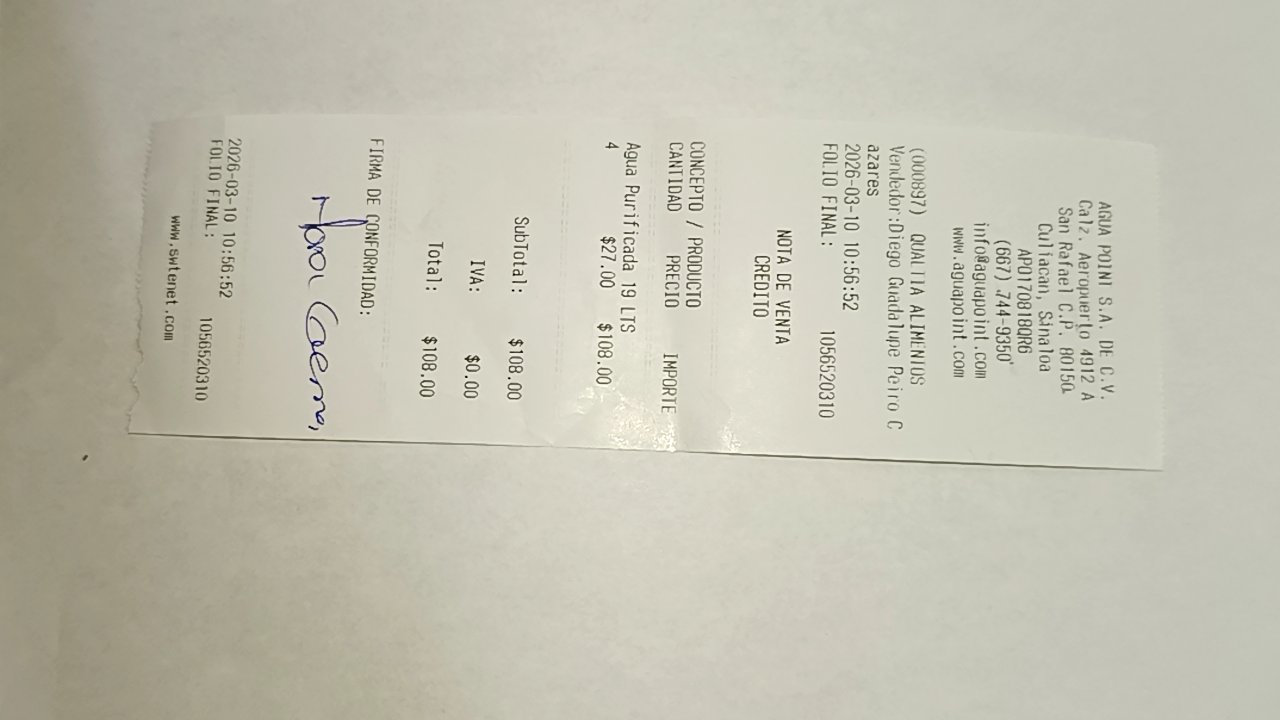 AGUA POINT S.A. DE C.V.
Calz. Aeropuerto 4912 A
San Rafael C.P. 80150
Culiacan, Sinaloa
APO170818QR6
(667) 744-9350
info@aguapoint.com
www.aguapoint.com
(000897) QUALTIA ALIMENTOS
Vendedor:Diego Guadalupe Peiro C
azares
2026-03-10 10:56:52
FOLIO FINAL: 1056520310
NOTA DE VENTA
CREDITO
CONCEPTO / PRODUCTO
CANTIDAD PRECIO IMPORTE
Agua Purificada 19 LTS
4 $27.00 $108.00
SubTotal: $108.00
IVA: $0.00
Total: $108.00
FIRMA DE CONFORMIDAD:
2026-03-10 10:56:52
FOLIO FINAL: 1056520310
www.swtenet.com